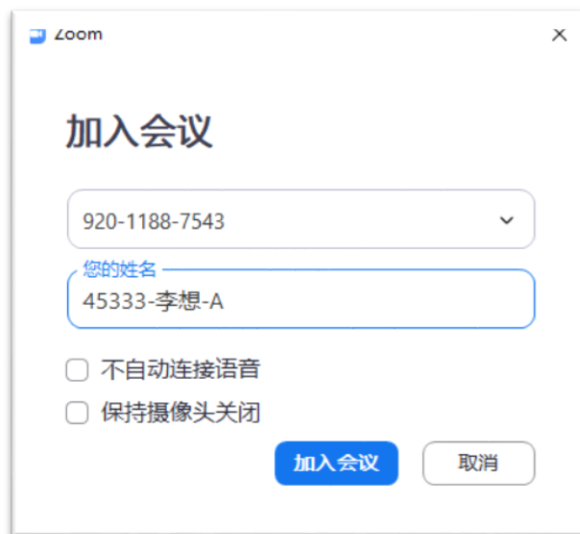 Zoom
加入会议
920-1188-7543
您的姓名
45333-李想-A
不自动连接语音
保持摄像头关闭
加入会议 取消